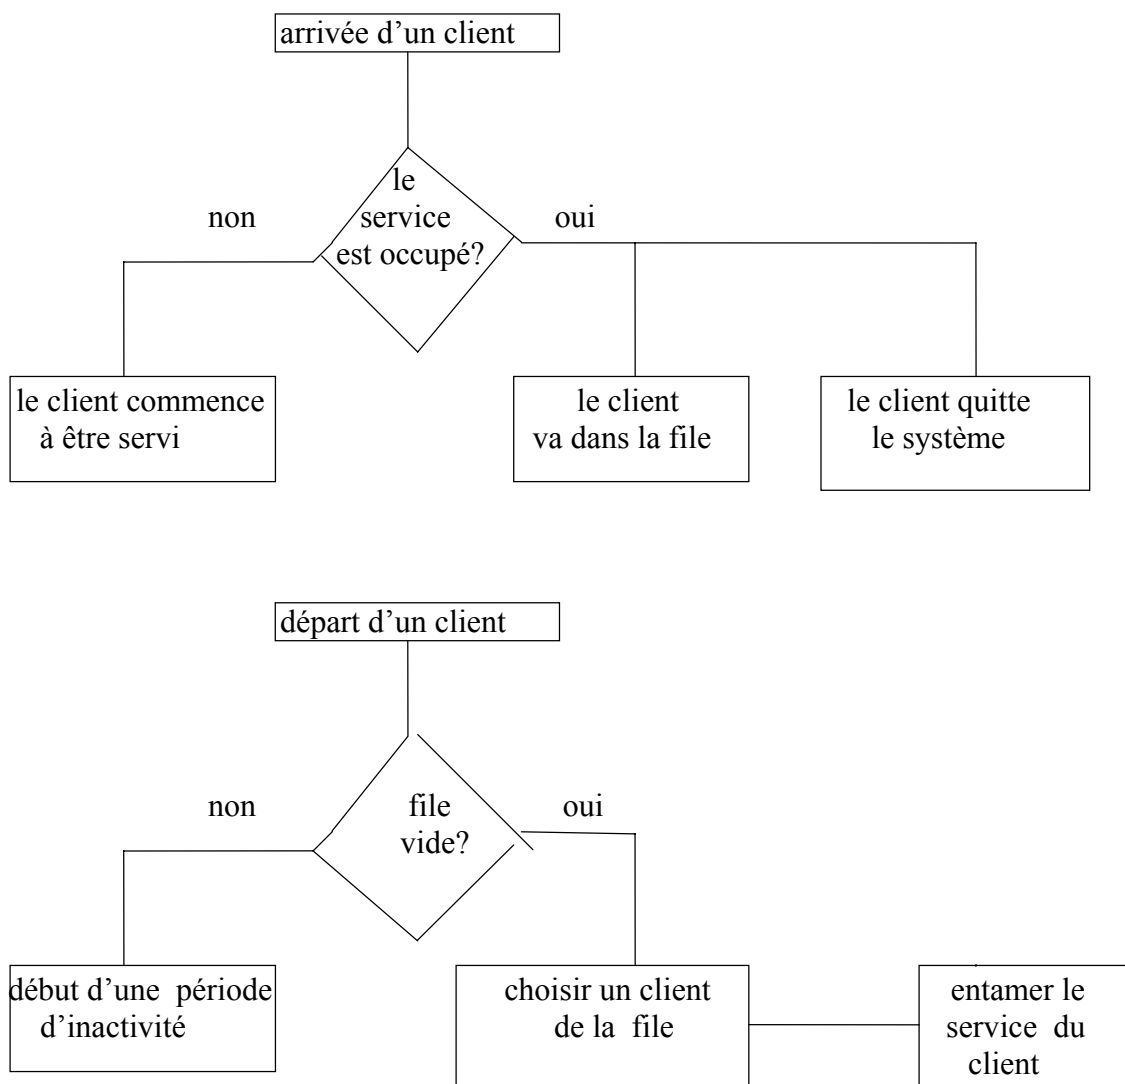 arrivée d’un client
le
service
est occupé?
non
oui
le client commence
à être servi
le client
va dans la file
le client quitte
le système
départ d’un client
non
file
vide?
oui
début d’une période
d’inactivité
choisir un client
de la file
entamer le
service du
client